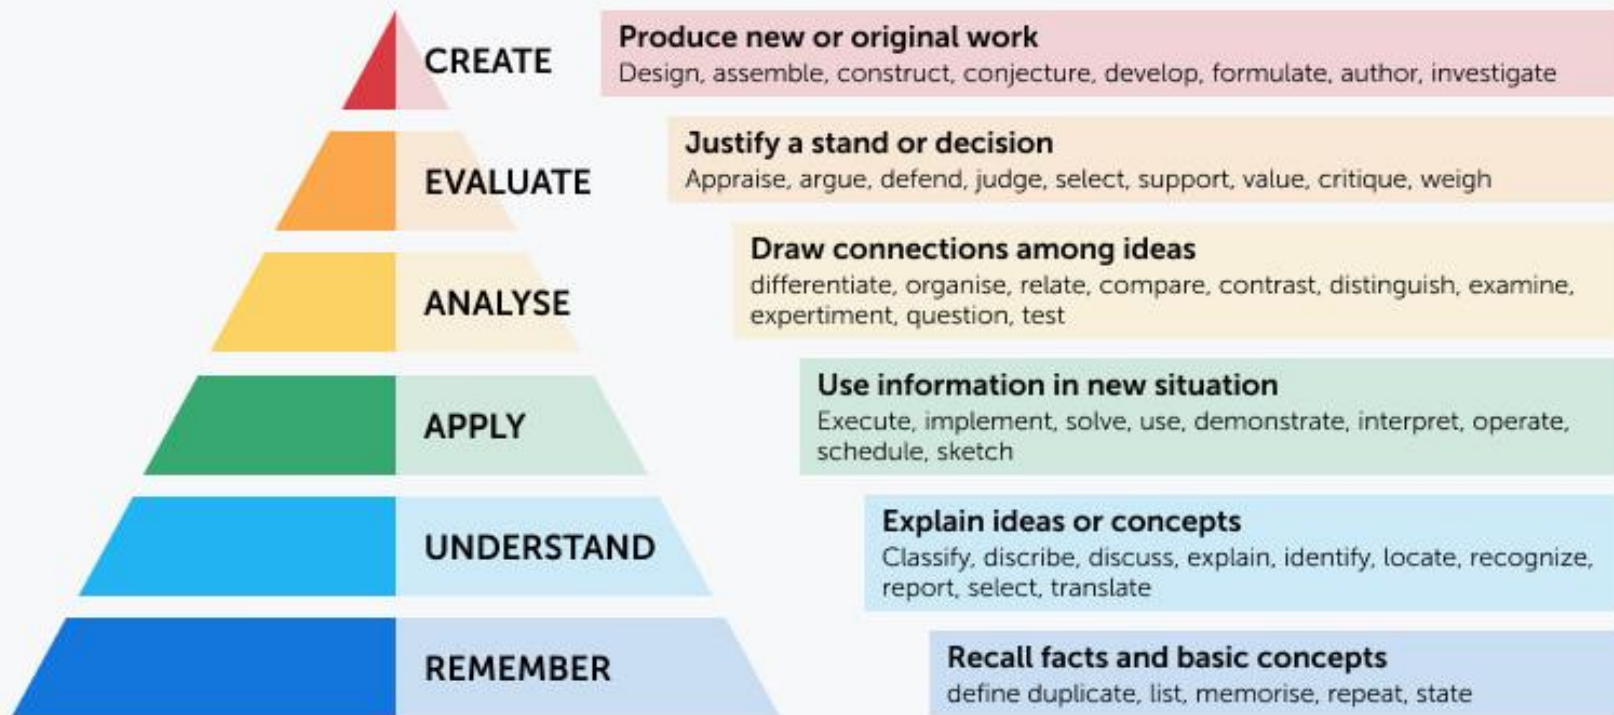 CREATE
Produce new or original work
Design, assemble, construct, conjecture, develop, formulate, author, investigate
EVALUATE
Justify a stand or decision
Appraise, argue, defend, judge, select, support, value, critique, weigh
ANALYSE
Draw connections among ideas
differentiate, organise, relate, compare, contrast, distinguish, examine,
expertiment, question, test
APPLY
Use information in new situation
Execute, implement, solve, use, demonstrate, interpret, operate,
schedule, sketch
UNDERSTAND
Explain ideas or concepts
Classify, discribe, discuss, explain, identify, locate, recognize,
report, select, translate
REMEMBER
Recall facts and basic concepts
define duplicate, list, memorise, repeat, state